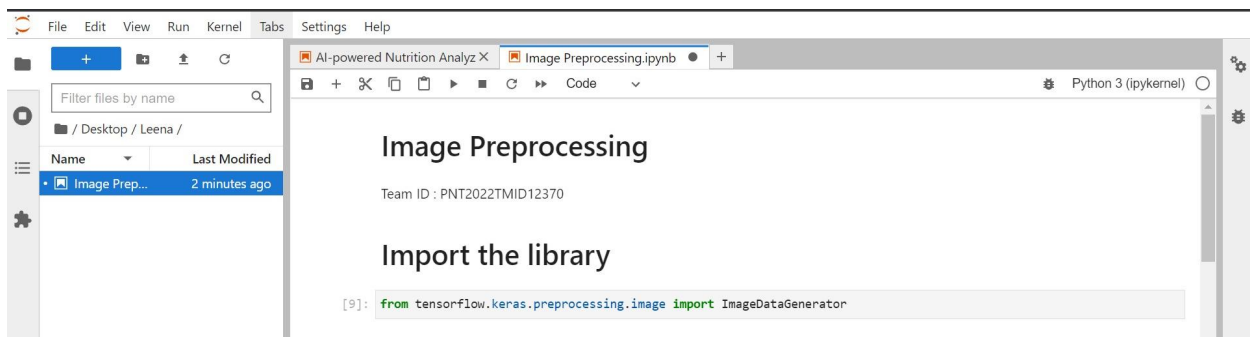 File Edit View Run Kernel Tabs Settings Help
AI-powered Nutrition Analyz
Image Preprocessing.ipynb
Code
Python 3 (ipykernel)
Filter files by name
/ Desktop / Leena /
Name Last Modified
Image Prep... 2 minutes ago
Image Preprocessing
Team ID : PNT2022TMID12370
Import the library
[9]: from tensorflow.keras.preprocessing.image import ImageDataGenerator